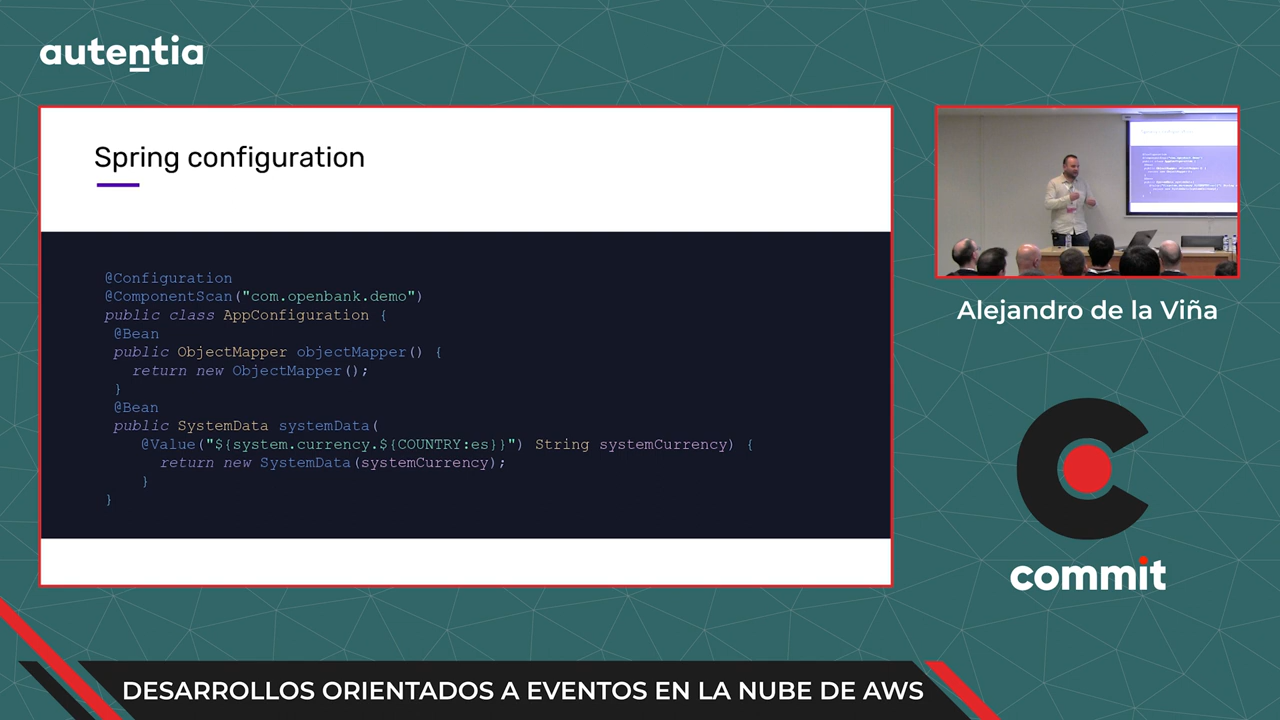 autentia
Spring configuration
@Configuration
@ComponentScan("com.openbank.demo")
public class AppConfiguration {
@Bean
public ObjectMapper objectMapper() {
return new ObjectMapper();
}
@Bean
public SystemData systemData(
@Value("${system.currency.${COUNTRY:es}}") String systemCurrency) {
return new SystemData(systemCurrency);
}
}
Alejandro de la Viña
commit
DESARROLLOS ORIENTADOS A EVENTOS EN LA NUBE DE AWS